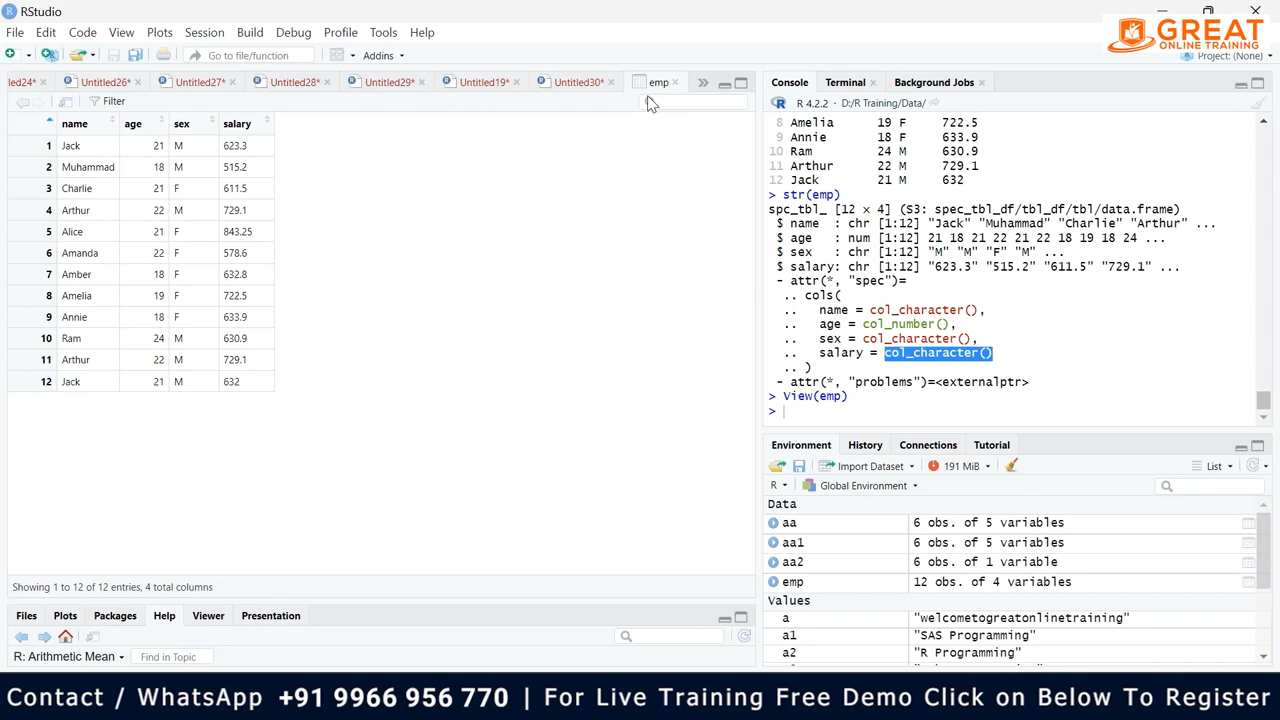 RStudio
File Edit Code View Plots Session Build Debug Profile Tools Help
GREAT
ONLINE TRAINING
Go to file/function
Addins
Project: (None)
led24*
Untitled26*
Untitled27*
Untitled28*
Untitled29*
Untitled19*
Untitled30*
emp
Filter
name age sex salary
1 Jack 21 M 623.3
2 Muhammad 18 M 515.2
3 Charlie 21 F 611.5
4 Arthur 22 M 729.1
5 Alice 21 F 843.25
6 Amanda 22 F 578.6
7 Amber 18 F 632.8
8 Amelia 19 F 722.5
9 Annie 18 F 633.9
10 Ram 24 M 630.9
11 Arthur 22 M 729.1
12 Jack 21 M 632
Showing 1 to 12 of 12 entries, 4 total columns
Files Plots Packages Help Viewer Presentation
R: Arithmetic Mean
Find in Topic
Console Terminal Background Jobs
R 4.2.2 · D:/R Training/Data/
8 Amelia 19 F 722.5
9 Annie 18 F 633.9
10 Ram 24 M 630.9
11 Arthur 22 M 729.1
12 Jack 21 M 632
> str(emp)
spc_tbl_ [12 × 4] (S3: spec_tbl_df/tbl_df/tbl/data.frame)
$ name : chr [1:12] "Jack" "Muhammad" "Charlie" "Arthur" ...
$ age : num [1:12] 21 18 21 22 21 22 18 19 18 24 ...
$ sex : chr [1:12] "M" "M" "F" "M" ...
$ salary: chr [1:12] "623.3" "515.2" "611.5" "729.1" ...
- attr(*, "spec")=
.. cols(
.. name = col_character(),
.. age = col_number(),
.. sex = col_character(),
.. salary = col_character()
.. )
- attr(*, "problems")=<externalptr>
> View(emp)
>
Environment History Connections Tutorial
Import Dataset
191 MiB
List
R
Global Environment
Data
aa 6 obs. of 5 variables
aa1 6 obs. of 5 variables
aa2 6 obs. of 1 variable
emp 12 obs. of 4 variables
Values
a "welcometogreatonlinetraining"
a1 "SAS Programming"
a2 "R Programming"
Contact / WhatsApp +91 9966 956 770 | For Live Training Free Demo Click on Below To Register